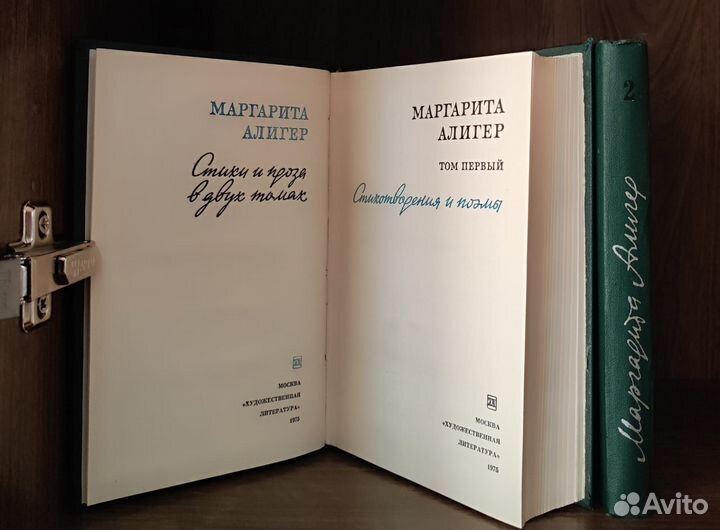 МАРГАРИТА
АЛИГЕР
Стихи и проза
в двух томах
МОСКВА
«ХУДОЖЕСТВЕННАЯ
ЛИТЕРАТУРА»
1975
МАРГАРИТА
АЛИГЕР
ТОМ ПЕРВЫЙ
Стихотворения и поэмы
МОСКВА
«ХУДОЖЕСТВЕННАЯ
ЛИТЕРАТУРА»
1975
2
Маргарита Алигер
Avito